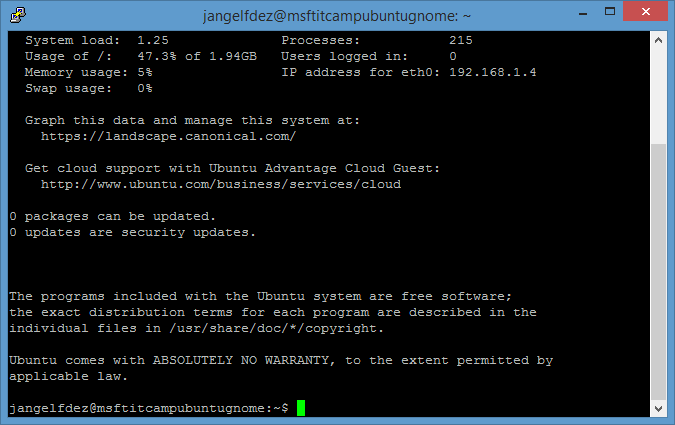 jangelfdez@msftitcampubuntugnome: ~
System load:  1.25              Processes:           215
Usage of /:   47.3% of 1.94GB   Users logged in:     0
Memory usage: 5%                IP address for eth0: 192.168.1.4
Swap usage:   0%
Graph this data and manage this system at:
https://landscape.canonical.com/
Get cloud support with Ubuntu Advantage Cloud Guest:
http://www.ubuntu.com/business/services/cloud
0 packages can be updated.
0 updates are security updates.
The programs included with the Ubuntu system are free software;
the exact distribution terms for each program are described in the
individual files in /usr/share/doc/*/copyright.
Ubuntu comes with ABSOLUTELY NO WARRANTY, to the extent permitted by
applicable law.
jangelfdez@msftitcampubuntugnome:~$